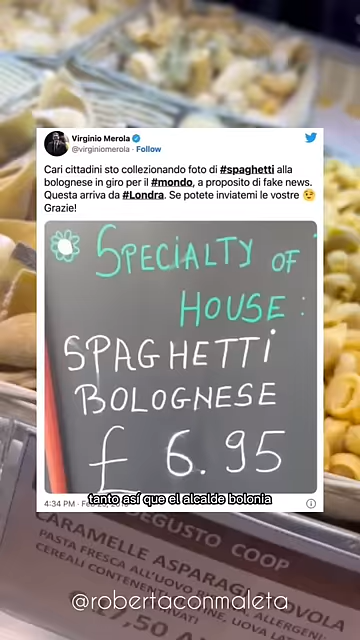 Virginio Merola
@virginiomerola · Follow
Cari cittadini sto collezionando foto di #spaghetti alla
bolognese in giro per il #mondo, a proposito di fake news.
Questa arriva da #Londra. Se potete inviatemi le vostre 😉
Grazie!
SPECIALTY OF
HOUSE:
SPAGHETTI
BOLOGNESE
£ 6.95
4:34 PM
tanto así que el alcalde bolonia
DEGUSTO COOP
CARAMELLE ASPARAGI
PASTA FRESCA ALL'UOVO
CEREALI CONTENENTI
@robertaconmaleta